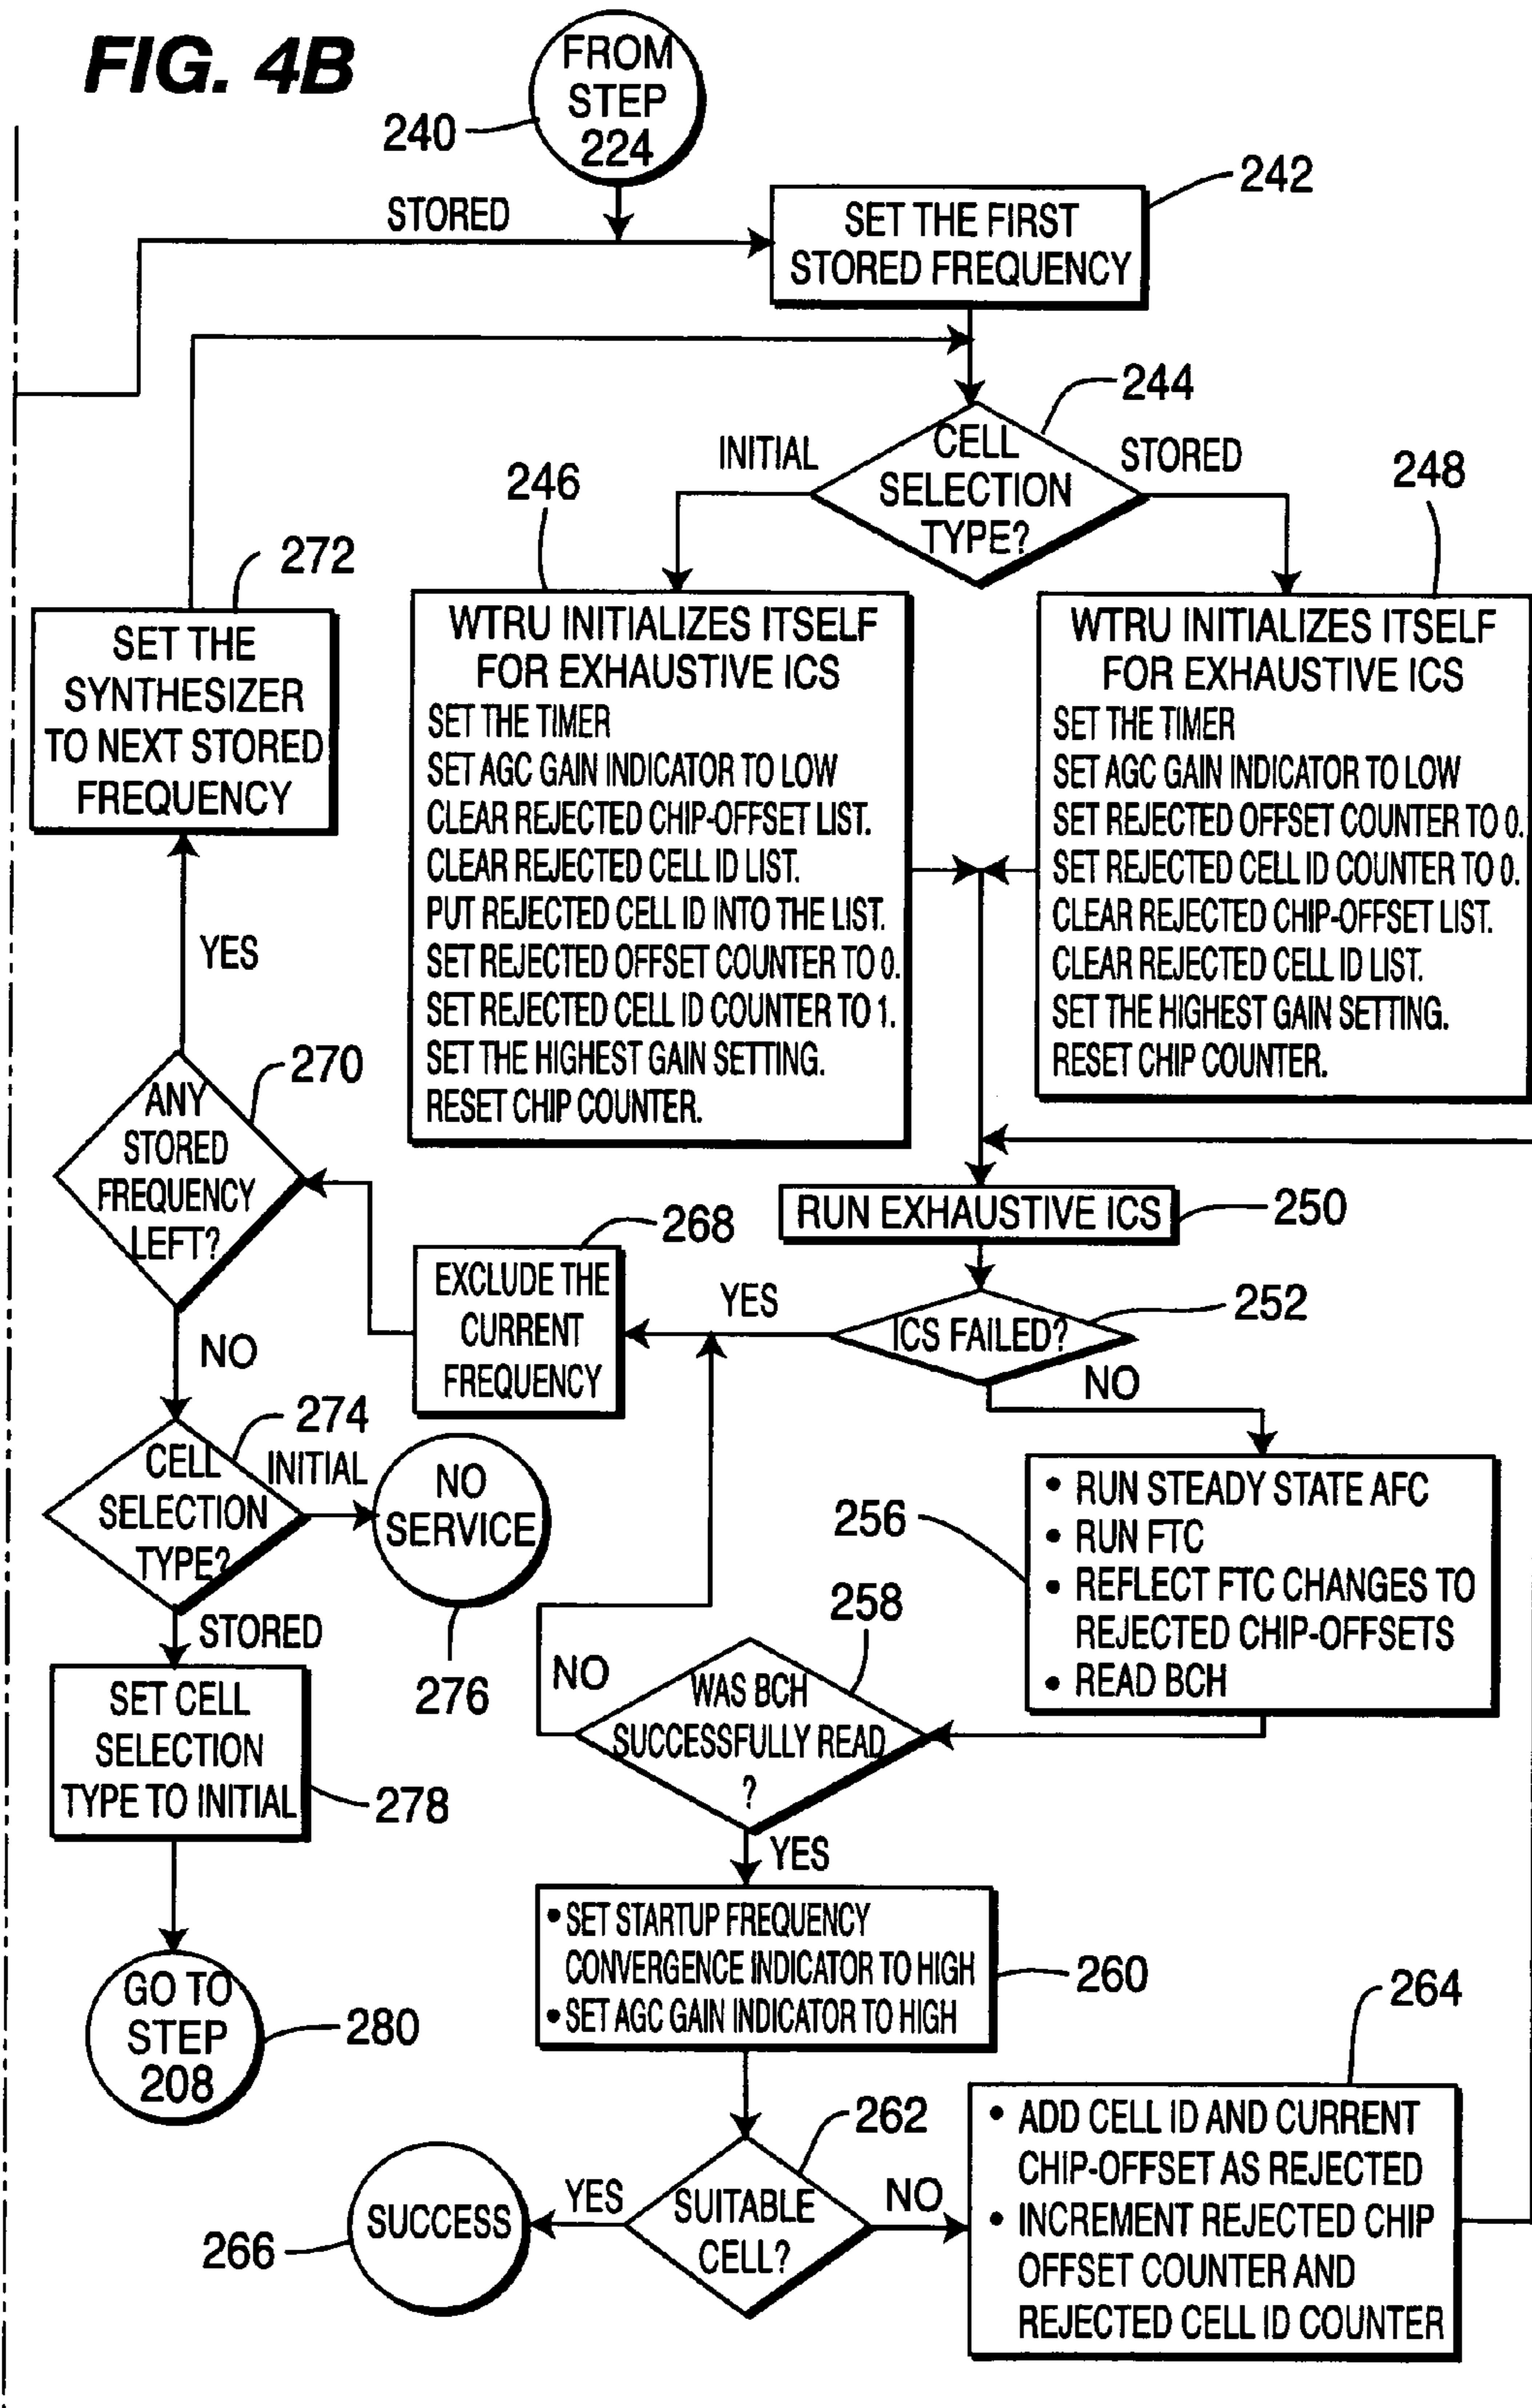 FIG. 4B
FROM
STEP
224
240
STORED
242
SET THE FIRST
STORED FREQUENCY
244
CELL
SELECTION
TYPE?
INITIAL
STORED
246
248
272
SET THE
SYNTHESIZER
TO NEXT STORED
FREQUENCY
WTRU INITIALIZES ITSELF
FOR EXHAUSTIVE ICS
SET THE TIMER
SET AGC GAIN INDICATOR TO LOW
CLEAR REJECTED CHIP-OFFSET LIST.
CLEAR REJECTED CELL ID LIST.
PUT REJECTED CELL ID INTO THE LIST.
SET REJECTED OFFSET COUNTER TO 0.
SET REJECTED CELL ID COUNTER TO 1.
SET THE HIGHEST GAIN SETTING.
RESET CHIP COUNTER.
WTRU INITIALIZES ITSELF
FOR EXHAUSTIVE ICS
SET THE TIMER
SET AGC GAIN INDICATOR TO LOW
SET REJECTED OFFSET COUNTER TO 0.
SET REJECTED CELL ID COUNTER TO 0.
CLEAR REJECTED CHIP-OFFSET LIST.
CLEAR REJECTED CELL ID LIST.
SET THE HIGHEST GAIN SETTING.
RESET CHIP COUNTER.
YES
270
ANY
STORED
FREQUENCY
LEFT?
RUN EXHAUSTIVE ICS
250
268
EXCLUDE THE
CURRENT
FREQUENCY
YES
ICS FAILED?
252
NO
NO
274
CELL
SELECTION
TYPE?
INITIAL
NO
SERVICE
276
STORED
256
• RUN STEADY STATE AFC
• RUN FTC
• REFLECT FTC CHANGES TO
REJECTED CHIP-OFFSETS
• READ BCH
258
NO
WAS BCH
SUCCESSFULLY READ
?
SET CELL
SELECTION
TYPE TO INITIAL
278
YES
• SET STARTUP FREQUENCY
CONVERGENCE INDICATOR TO HIGH
• SET AGC GAIN INDICATOR TO HIGH
260
GO TO
STEP
208
280
264
262
SUITABLE
CELL?
YES
NO
SUCCESS
266
• ADD CELL ID AND CURRENT
CHIP-OFFSET AS REJECTED
• INCREMENT REJECTED CHIP
OFFSET COUNTER AND
REJECTED CELL ID COUNTER